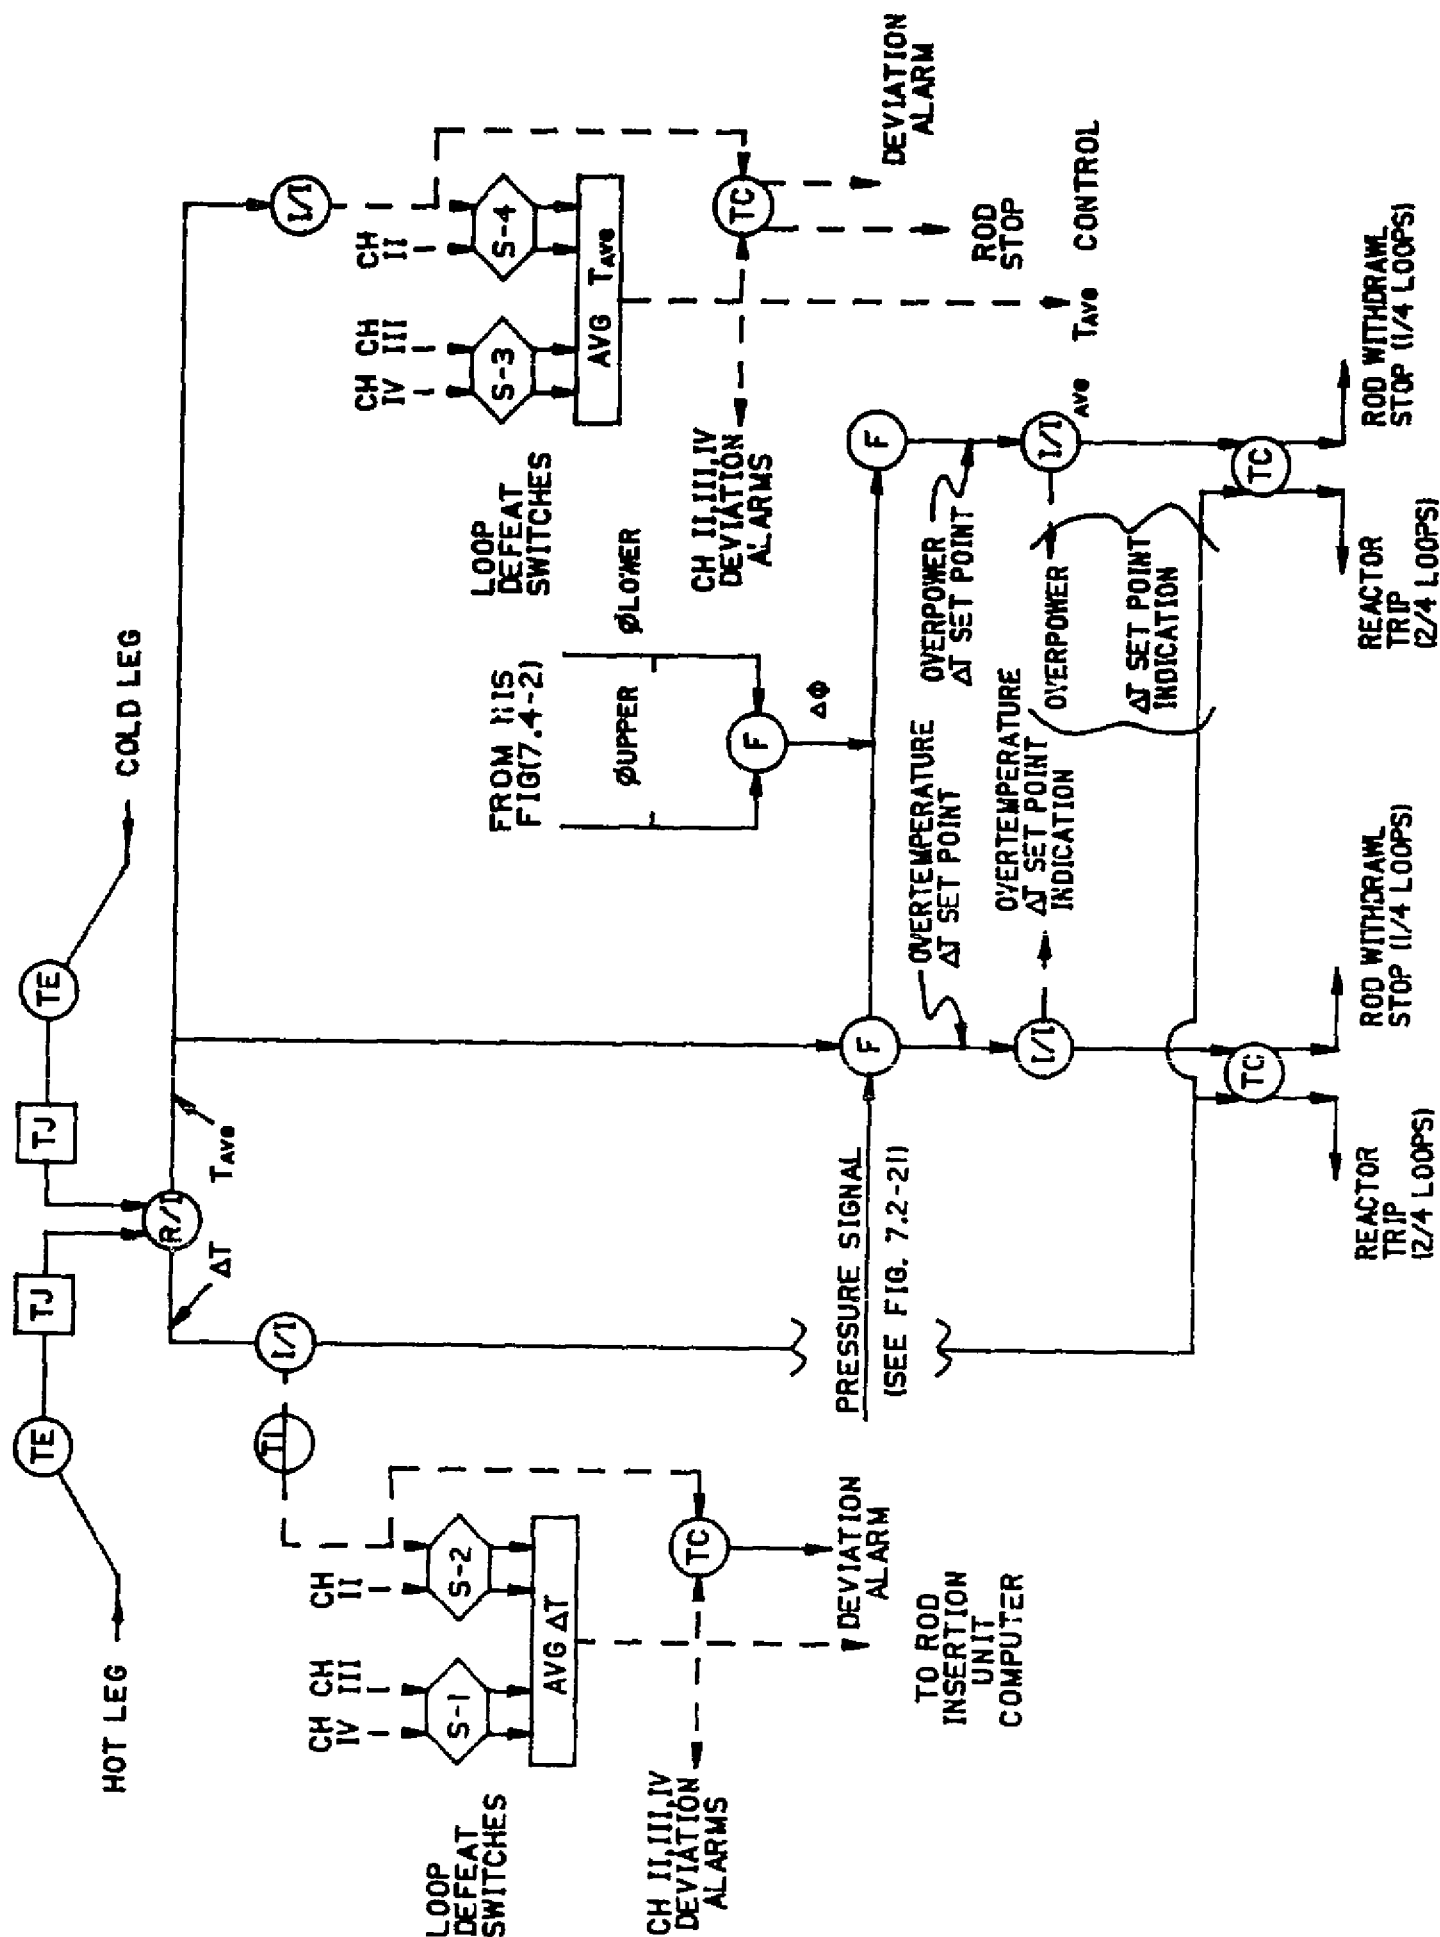 HOT LEG
COLD LEG
TE
TJ
TJ
TE
R/I
ΔT
TAVG
I/I
I/I
TI
LOOP
DEFEAT
SWITCHES
CH
IV
CH
III
CH
II
S-1
S-2
AVG ΔT
CH II,III,IV
DEVIATION
ALARMS
TC
DEVIATION
ALARM
TO ROD
INSERTION
UNIT
COMPUTER
LOOP
DEFEAT
SWITCHES
CH
IV
CH
III
CH
II
S-3
S-4
AVG TAVG
CH II,III,IV
DEVIATION
ALARMS
TC
ROD
STOP
DEVIATION
ALARM
TAVG CONTROL
FROM NIS
FIG(7.4-2)
ØUPPER
ØLOWER
F
ΔΦ
PRESSURE SIGNAL
(SEE FIG. 7.2-21)
F
F
OVERTEMPERATURE
ΔT SET POINT
OVERPOWER
ΔT SET POINT
I/I
OVERTEMPERATURE
ΔT SET POINT
INDICATION
I/I
AVG
OVERPOWER
ΔT SET POINT
INDICATION
TC
TC
REACTOR
TRIP
(2/4 LOOPS)
ROD WITHDRAWL
STOP (1/4 LOOPS)
REACTOR
TRIP
(2/4 LOOPS)
ROD WITHDRAWL
STOP (1/4 LOOPS)